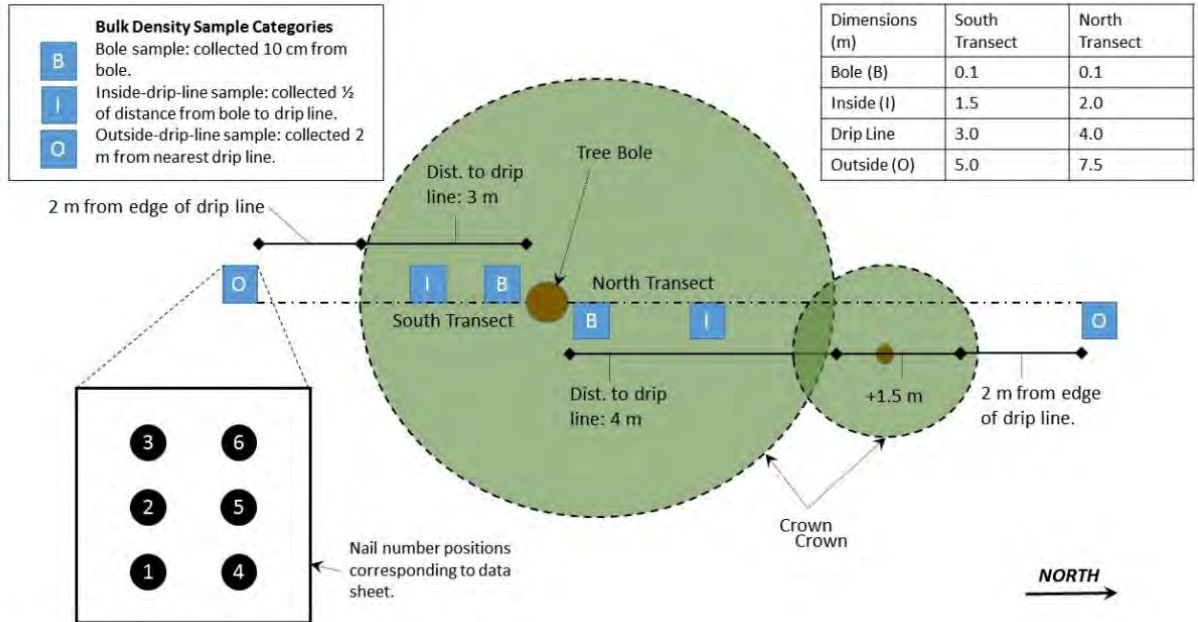 Bulk Density Sample Categories
B
Bole sample: collected 10 cm from
bole.
I
Inside-drip-line sample: collected ½
of distance from bole to drip line.
O
Outside-drip-line sample: collected 2
m from nearest drip line.
Dimensions (m) South Transect North Transect
Bole (B) 0.1 0.1
Inside (I) 1.5 2.0
Drip Line 3.0 4.0
Outside (O) 5.0 7.5
Tree Bole
Dist. to drip
line: 3 m
2 m from edge of drip line
O I B North Transect
South Transect B I O
Dist. to drip
line: 4 m
+1.5 m
2 m from edge
of drip line.
3 6
2 5
1 4
Nail number positions
corresponding to data
sheet.
Crown
Crown
NORTH